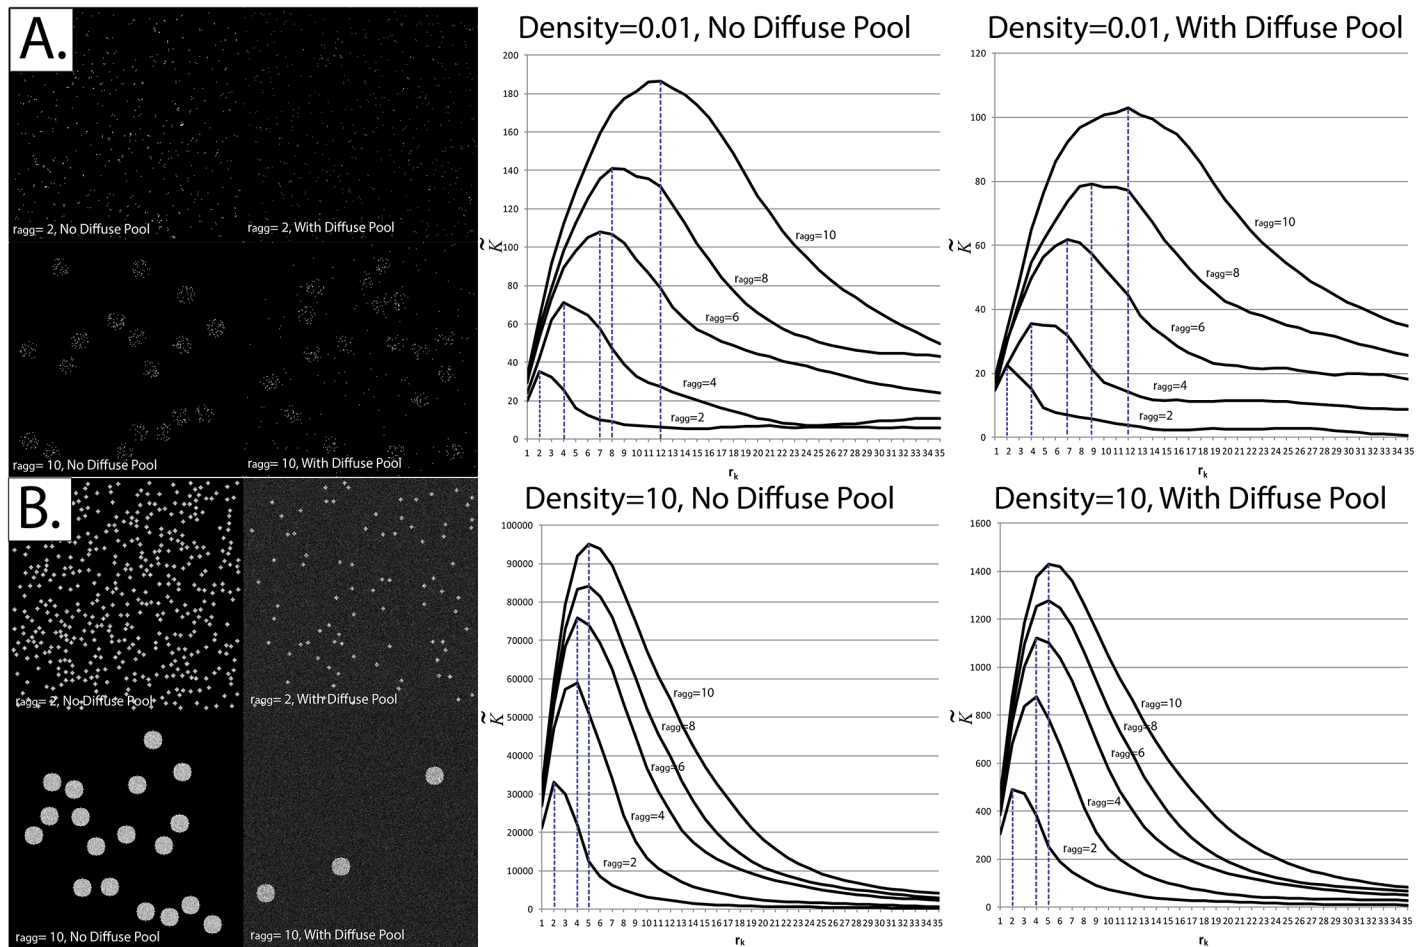 A.
ragg= 2, No Diffuse Pool
ragg= 2, With Diffuse Pool
ragg= 10, No Diffuse Pool
ragg= 10, With Diffuse Pool
Density=0.01, No Diffuse Pool
200
180
160
140
120
100
80
60
40
20
0
K̃
ragg=10
ragg=8
ragg=6
ragg=4
ragg=2
1 2 3 4 5 6 7 8 9 10 11 12 13 14 15 16 17 18 19 20 21 22 23 24 25 26 27 28 29 30 31 32 33 34 35
rk
Density=0.01, With Diffuse Pool
120
100
80
60
40
20
0
K̃
ragg=10
ragg=8
ragg=6
ragg=4
ragg=2
1 2 3 4 5 6 7 8 9 10 11 12 13 14 15 16 17 18 19 20 21 22 23 24 25 26 27 28 29 30 31 32 33 34 35
rk
B.
ragg= 2, No Diffuse Pool
ragg= 2, With Diffuse Pool
ragg= 10, No Diffuse Pool
ragg= 10, With Diffuse Pool
Density=10, No Diffuse Pool
100000
90000
80000
70000
60000
50000
40000
30000
20000
10000
0
K̃
ragg=10
ragg=8
ragg=6
ragg=4
ragg=2
1 2 3 4 5 6 7 8 9 10 11 12 13 14 15 16 17 18 19 20 21 22 23 24 25 26 27 28 29 30 31 32 33 34 35
rk
Density=10, With Diffuse Pool
1600
1400
1200
1000
800
600
400
200
0
K̃
ragg=10
ragg=8
ragg=6
ragg=4
ragg=2
1 2 3 4 5 6 7 8 9 10 11 12 13 14 15 16 17 18 19 20 21 22 23 24 25 26 27 28 29 30 31 32 33 34 35
rk